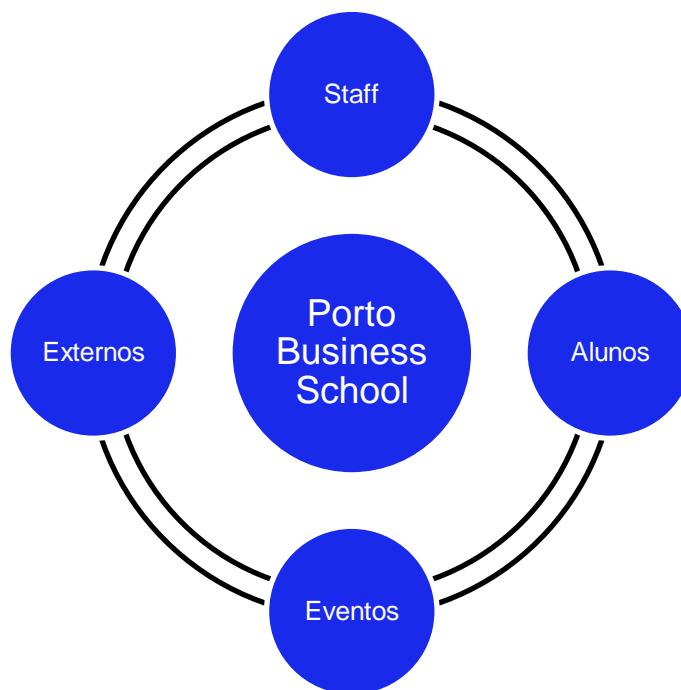 Staff
Externos
Porto
Business
School
Alunos
Eventos